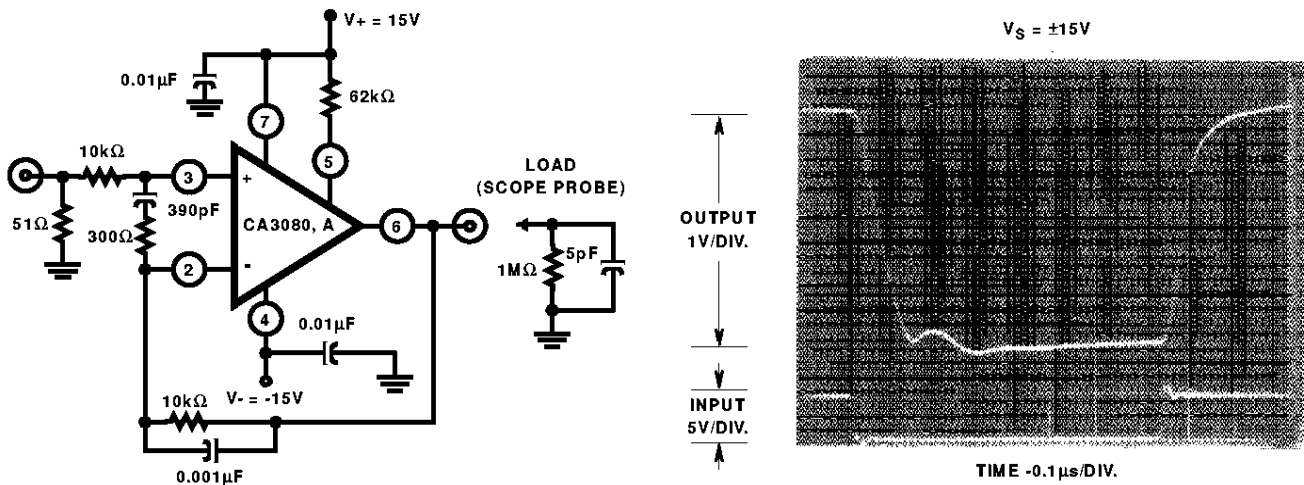 V+ = 15V
0.01µF
62kΩ
7
5
10kΩ
3
+
390pF
51Ω
300Ω
CA3080, A
6
2
-
4
0.01µF
V- = -15V
10kΩ
0.001µF
LOAD
(SCOPE PROBE)
5pF
1MΩ
VS = ±15V
OUTPUT
1V/DIV.
INPUT
5V/DIV.
TIME -0.1µs/DIV.